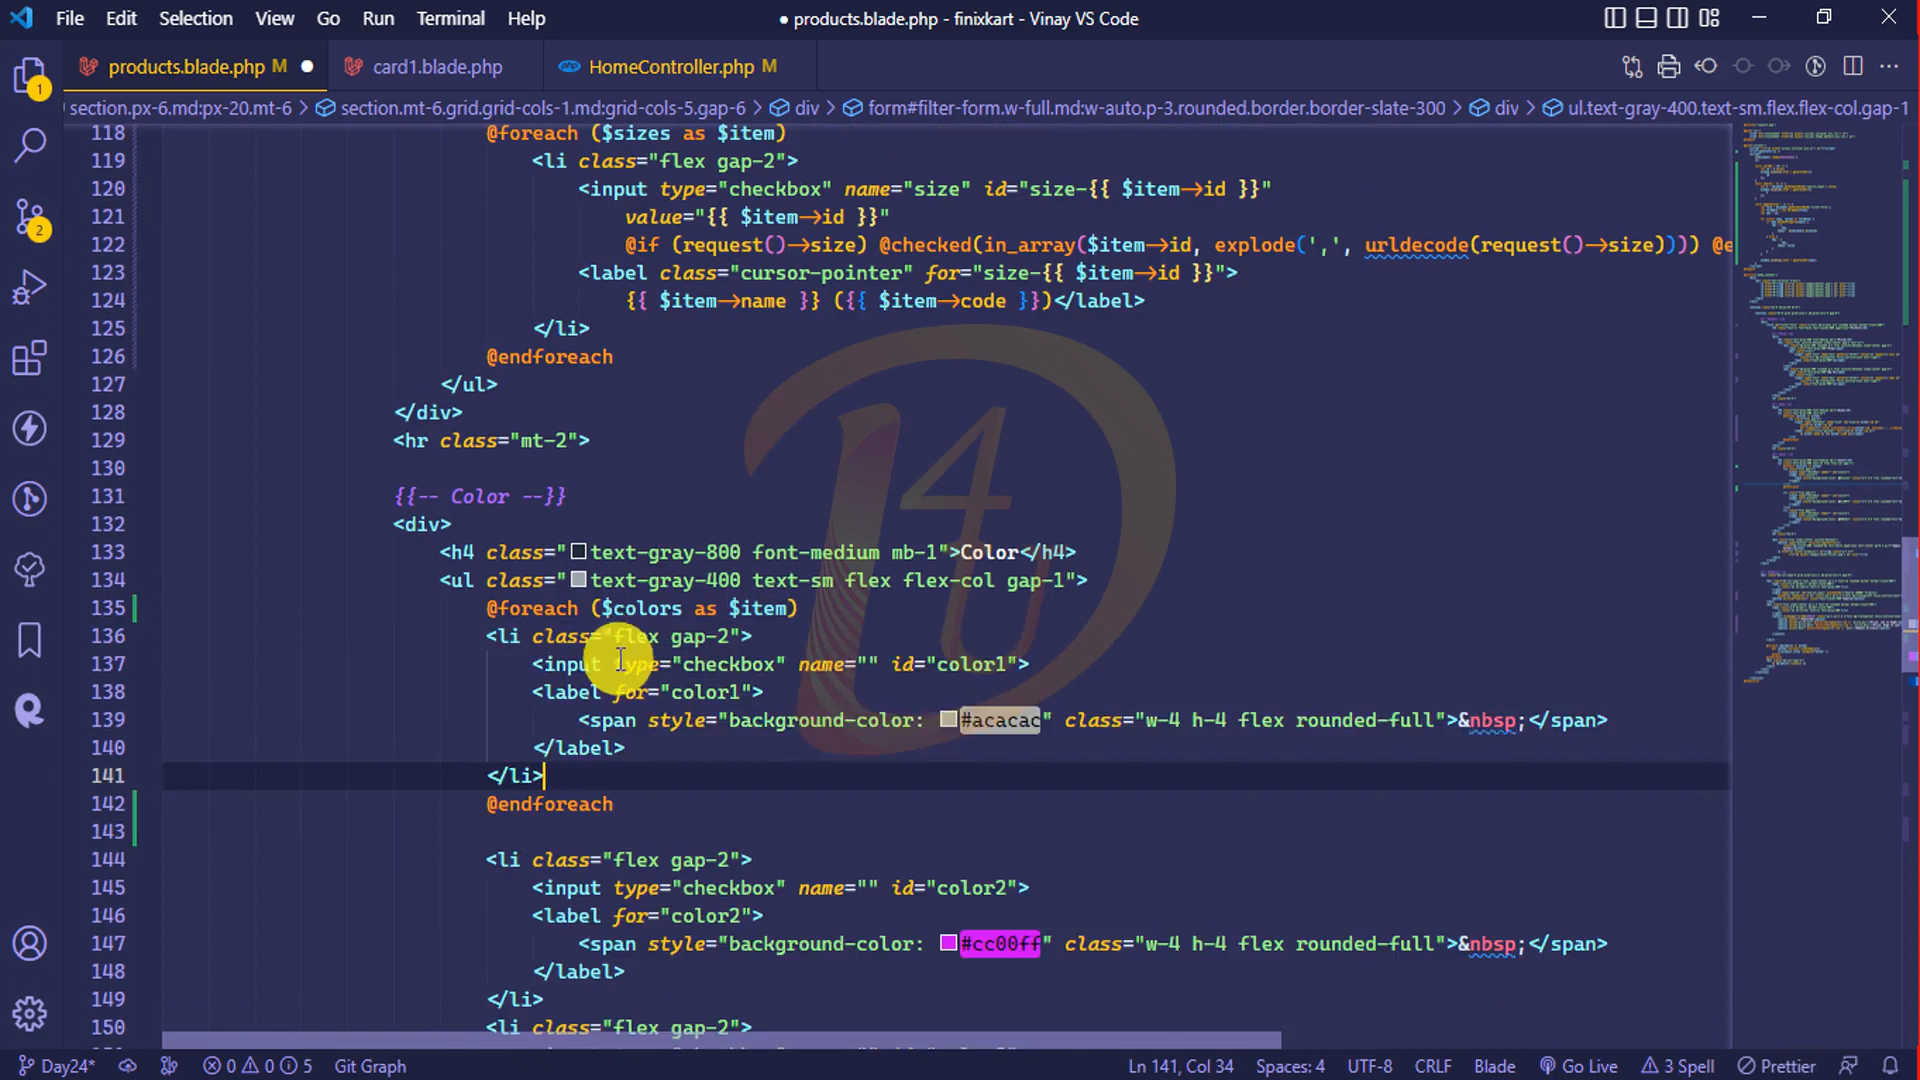 File Edit Selection View Go Run Terminal Help
● products.blade.php - finixkart - Vinay VS Code
products.blade.php M ● card1.blade.php HomeController.php M
section.px-6.md:px-20.mt-6 > section.mt-6.grid.grid-cols-1.md:grid-cols-5.gap-6 > div > form#filter-form.w-full.md:w-auto.p-3.rounded.border.border-slate-300 > div > ul.text-gray-400.text-sm.flex.flex-col.gap-1
118 @foreach ($sizes as $item)
119 <li class="flex gap-2">
120 <input type="checkbox" name="size" id="size-{{ $item->id }}"
121 value="{{ $item->id }}"
122 @if (request()->size) @checked(in_array($item->id, explode(',', urldecode(request()->size)))) @e
123 <label class="cursor-pointer" for="size-{{ $item->id }}">
124 {{ $item->name }} ({{ $item->code }})</label>
125 </li>
126 @endforeach
127 </ul>
128 </div>
129 <hr class="mt-2">
130
131 {{-- Color --}}
132 <div>
133 <h4 class="text-gray-800 font-medium mb-1">Color</h4>
134 <ul class="text-gray-400 text-sm flex flex-col gap-1">
135 @foreach ($colors as $item)
136 <li class="flex gap-2">
137 <input type="checkbox" name="" id="color1">
138 <label for="color1">
139 <span style="background-color: #acacac" class="w-4 h-4 flex rounded-full">&nbsp;</span>
140 </label>
141 </li>
142 @endforeach
143
144 <li class="flex gap-2">
145 <input type="checkbox" name="" id="color2">
146 <label for="color2">
147 <span style="background-color: #cc00ff" class="w-4 h-4 flex rounded-full">&nbsp;</span>
148 </label>
149 </li>
150 <li class="flex gap-2">
1
2
D4U
Day24* 0 0 5 Git Graph Ln 141, Col 34 Spaces: 4 UTF-8 CRLF Blade Go Live 3 Spell Prettier